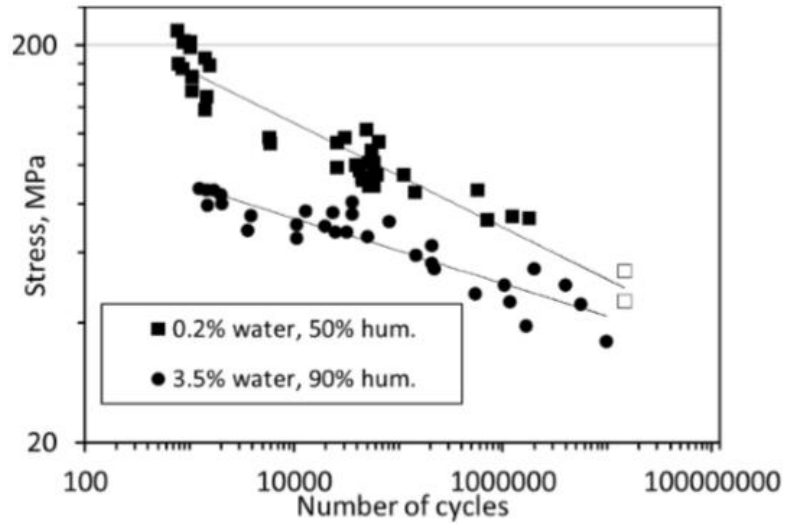 200
Stress, MPa
0.2% water, 50% hum.
3.5% water, 90% hum.
20
100 10000 1000000 100000000
Number of cycles